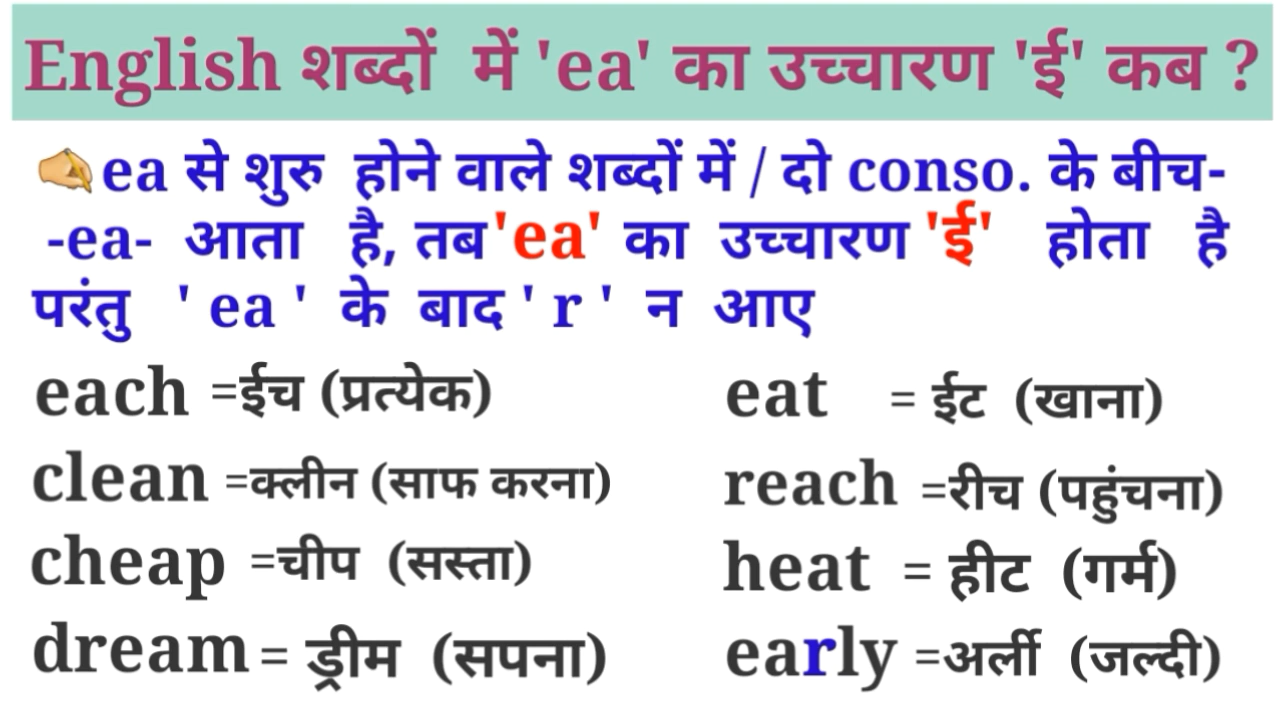 English शब्दों में 'ea' का उच्चारण 'ई' कब ?
✍ea से शुरु होने वाले शब्दों में / दो conso. के बीच-
-ea- आता है, तब 'ea' का उच्चारण 'ई' होता है
परंतु ' ea ' के बाद ' r ' न आए
each =ईच (प्रत्येक) eat = ईट (खाना)
clean =क्लीन (साफ करना) reach =रीच (पहुंचना)
cheap =चीप (सस्ता) heat = हीट (गर्म)
dream = ड्रीम (सपना) early =अर्ली (जल्दी)